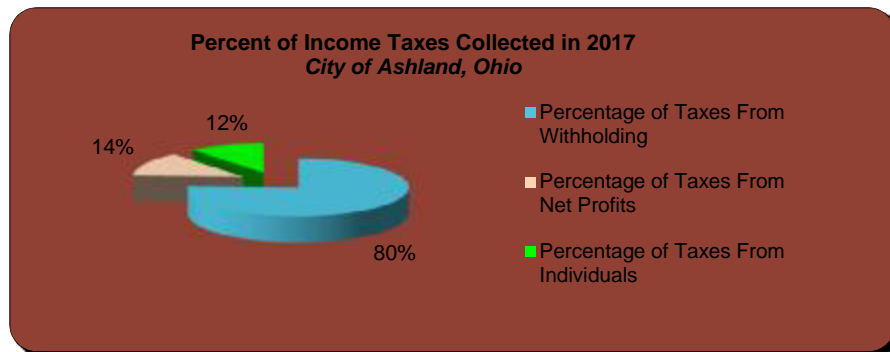 Percent of Income Taxes Collected in 2017
City of Ashland, Ohio
12%
14%
80%
Percentage of Taxes From
Withholding
Percentage of Taxes From
Net Profits
Percentage of Taxes From
Individuals